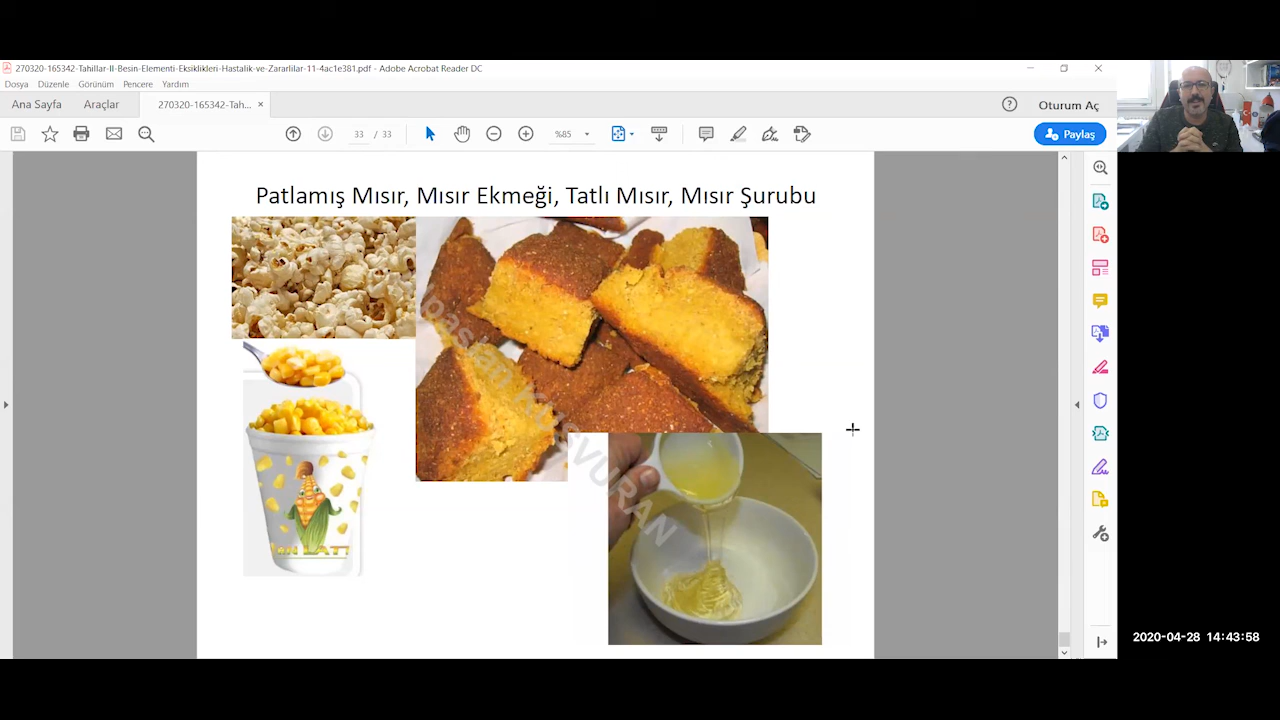 270320-165342-Tahillar-II-Besin-Elementi-Eksiklikleri-Hastalik-ve-Zararlilar-11-4ac1e381.pdf - Adobe Acrobat Reader DC
Dosya Düzenle Görünüm Pencere Yardım
Ana Sayfa Araçlar 270320-165342-Tah... × Oturum Aç
33 / 33 %85 Paylaş
Patlamış Mısır, Mısır Ekmeği, Tatlı Mısır, Mısır Şurubu
KUŞVURAN
2020-04-28 14:43:58